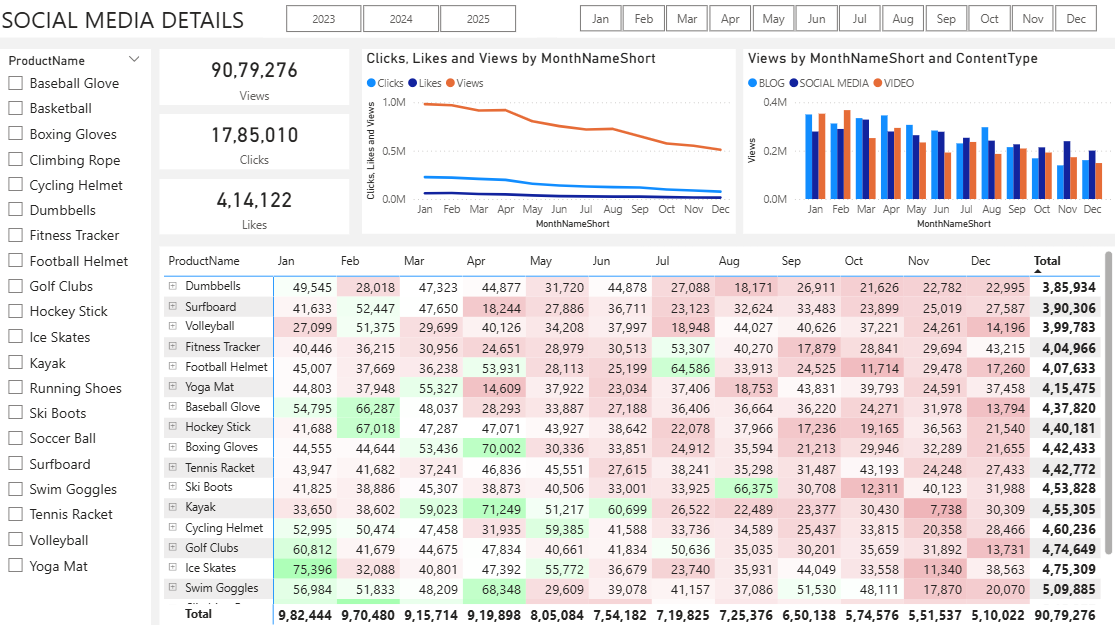 SOCIAL MEDIA DETAILS
2023 2024 2025
Jan Feb Mar Apr May Jun Jul Aug Sep Oct Nov Dec
ProductName
Baseball Glove
Basketball
Boxing Gloves
Climbing Rope
Cycling Helmet
Dumbbells
Fitness Tracker
Football Helmet
Golf Clubs
Hockey Stick
Ice Skates
Kayak
Running Shoes
Ski Boots
Soccer Ball
Surfboard
Swim Goggles
Tennis Racket
Volleyball
Yoga Mat
90,79,276
Views
17,85,010
Clicks
4,14,122
Likes
Clicks, Likes and Views by MonthNameShort
Clicks Likes Views
Clicks, Likes and Views
1.0M
0.5M
0.0M
Jan Feb Mar Apr May Jun Jul Aug Sep Oct Nov Dec
MonthNameShort
Views by MonthNameShort and ContentType
BLOG SOCIAL MEDIA VIDEO
Views
0.4M
0.2M
0.0M
Jan Feb Mar Apr May Jun Jul Aug Sep Oct Nov Dec
MonthNameShort
ProductName Jan Feb Mar Apr May Jun Jul Aug Sep Oct Nov Dec Total
Dumbbells 49,545 28,018 47,323 44,877 31,720 44,878 27,088 18,171 26,911 21,626 22,782 22,995 3,85,934
Surfboard 41,633 52,447 47,650 18,244 27,886 36,711 23,123 32,624 33,483 23,899 25,019 27,587 3,90,306
Volleyball 27,099 51,375 29,699 40,126 34,208 37,997 18,948 44,027 40,626 37,221 24,261 14,196 3,99,783
Fitness Tracker 40,446 36,215 30,956 24,651 28,979 30,513 53,307 40,270 17,879 28,841 29,694 43,215 4,04,966
Football Helmet 45,007 37,669 36,238 53,931 28,113 25,199 64,586 33,913 24,525 11,714 29,478 17,260 4,07,633
Yoga Mat 44,803 37,948 55,327 14,609 37,922 23,034 37,406 18,753 43,831 39,793 24,591 37,458 4,15,475
Baseball Glove 54,795 66,287 48,037 28,293 33,887 27,188 36,406 36,664 36,220 24,271 31,978 13,794 4,37,820
Hockey Stick 41,688 67,018 47,287 47,071 43,927 38,642 22,078 37,966 17,236 19,165 36,563 21,540 4,40,181
Boxing Gloves 44,555 44,644 53,436 70,002 30,336 33,851 24,912 35,594 21,213 29,946 32,289 21,655 4,42,433
Tennis Racket 43,947 41,682 37,241 46,836 45,551 27,615 38,241 35,298 31,487 43,193 24,248 27,433 4,42,772
Ski Boots 41,825 38,886 45,307 38,873 40,506 33,001 33,925 66,375 30,708 12,311 40,123 31,988 4,53,828
Kayak 33,650 38,602 59,023 71,249 51,217 60,699 26,522 22,489 23,377 30,430 7,738 30,309 4,55,305
Cycling Helmet 52,995 50,474 47,458 31,935 59,385 41,588 33,736 34,589 25,437 33,815 20,358 28,466 4,60,236
Golf Clubs 60,812 41,679 44,675 47,834 40,661 41,834 50,636 35,035 30,201 35,659 31,892 13,731 4,74,649
Ice Skates 75,396 32,088 40,801 47,392 55,772 36,679 23,740 35,931 44,049 33,558 11,340 38,563 4,75,309
Swim Goggles 56,984 51,833 48,209 68,348 29,609 39,078 41,157 37,086 51,530 48,111 17,870 20,070 5,09,885
Total 9,82,444 9,70,480 9,15,714 9,19,898 8,05,084 7,54,182 7,19,825 7,25,376 6,50,138 5,74,576 5,51,537 5,10,022 90,79,276